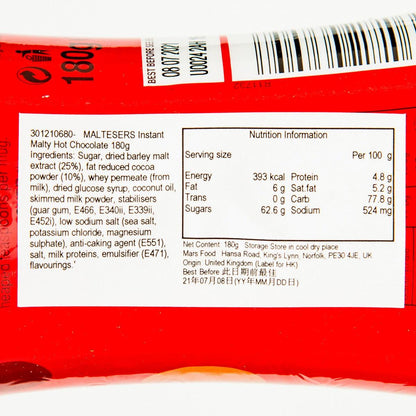 180g
BEST BEFORE SEE
08 07 2021
U00242AH
301210680- MALTESERS Instant
Malty Hot Chocolate 180g
Ingredients: Sugar, dried barley malt
extract (25%), fat reduced cocoa
powder (10%), whey permeate (from
milk), dried glucose syrup, coconut oil,
skimmed milk powder, stabilisers
(guar gum, E466, E340ii, E339ii,
E452i), low sodium salt (sea salt,
potassium chloride, magnesium
sulphate), anti-caking agent (E551),
salt, milk proteins, emulsifier (E471),
flavourings.'
Nutrition Information
Serving size Per 100 g
Energy 393 kcal Protein 4.8 g
Fat 6 g Sat.fat 5.2 g
Trans 0 g Carb 77.8 g
Sugars 62.6 g Sodium 524 mg
Net weight: 180g Storage:Store in cool dry place
Mars Food . Hansa Road, King's Lynn, Norfolk, PE30 4JE, UK
Origin: United Kingdom (Label for HK)
Best Before 此日期前最佳
21年07月08日(YY年MM月DD日)